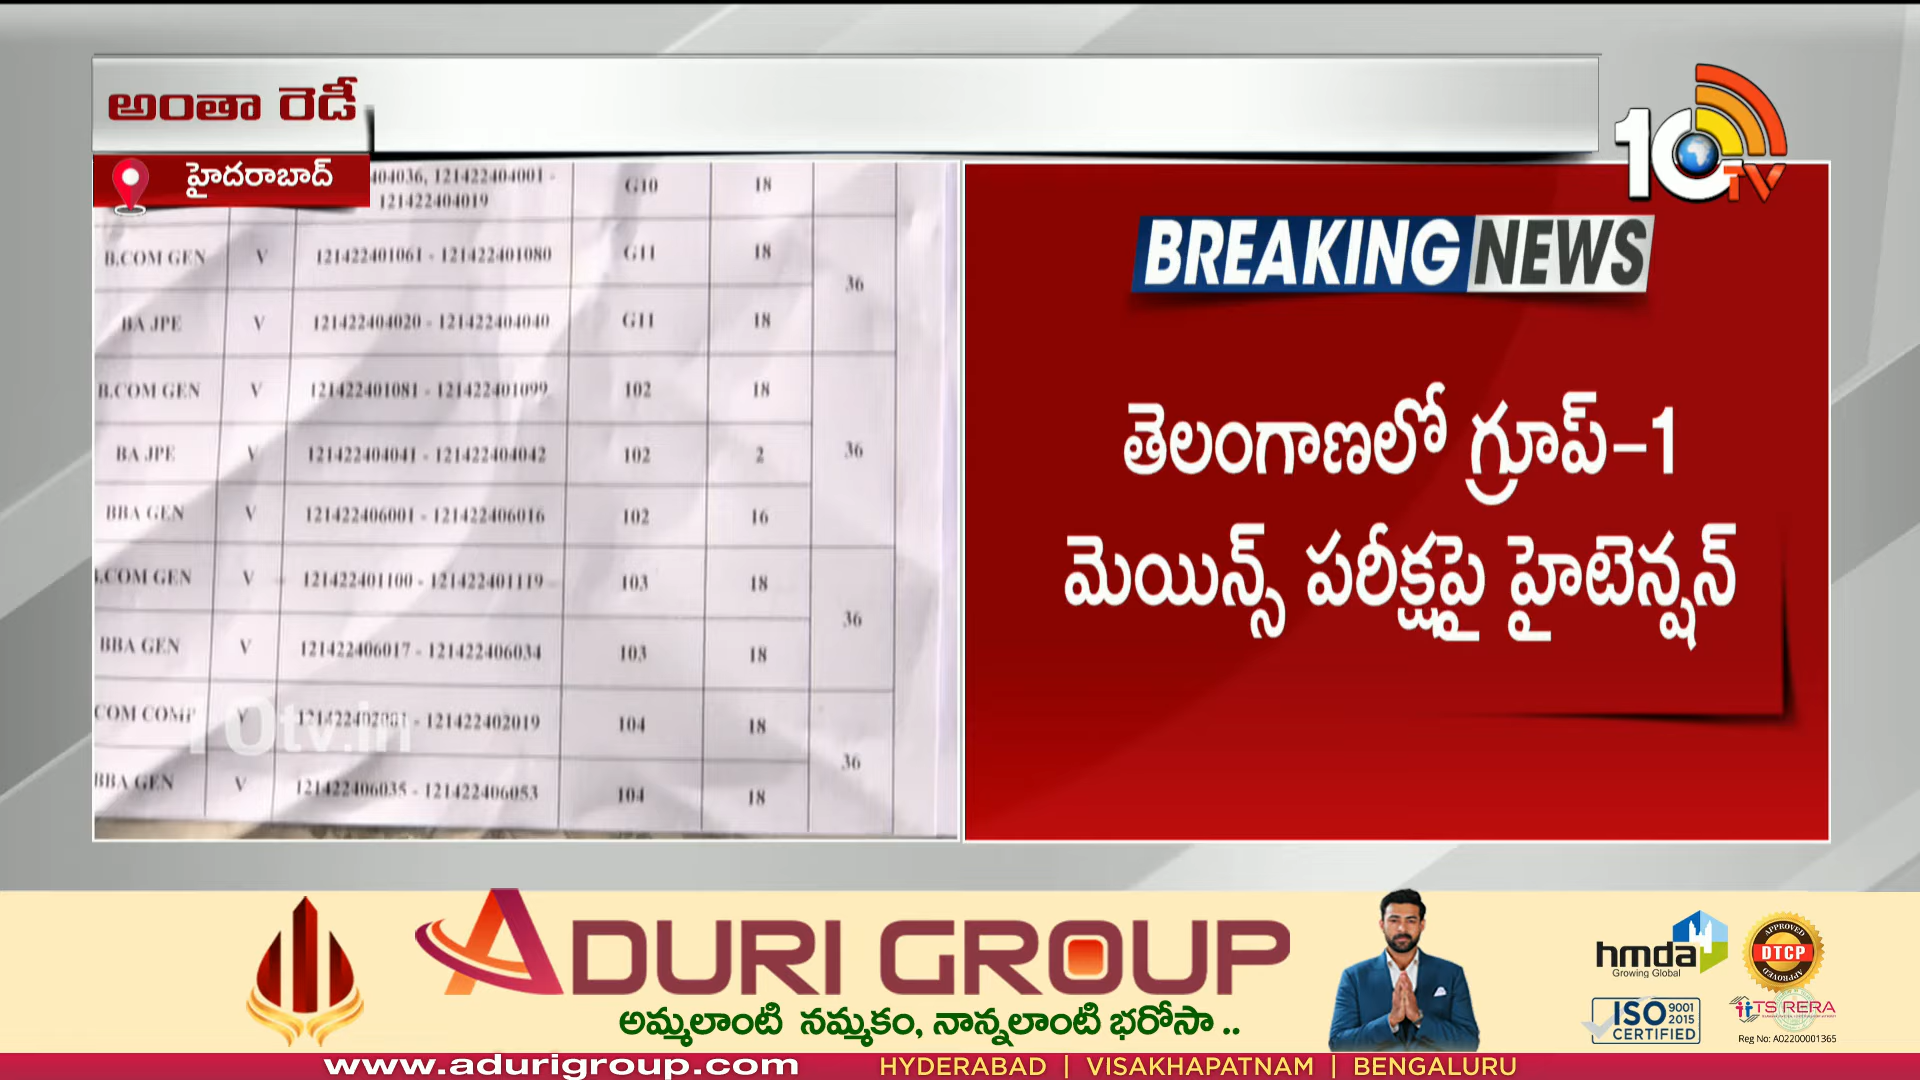 అంతా రెడీ
10TV
హైదరాబాద్
404036, 121422404001 -
121422404019 G10 18
B.COM GEN V 121422401061 - 121422401080 G11 18
36
BA JPE V 121422404020 - 121422404040 G11 18
B.COM GEN V 121422401081 - 121422401099 102 18
BA JPE V 121422404041 - 121422404042 102 2
36
BBA GEN V 121422406001 - 121422406016 102 16
.COM GEN V 121422401100 - 121422401119 103 18
36
BBA GEN V 121422406017 - 121422406034 103 18
COM COMP V 121422402001 - 121422402019 104 18
36
BBA GEN V 121422406035 - 121422406053 104 18
10tv.in
BREAKING NEWS
తెలంగాణలో గ్రూప్-1
మెయిన్స్ పరీక్షపై హైటెన్షన్
ADURI GROUP
అమ్మలాంటి నమ్మకం, నాన్నలాంటి భరోసా ..
hmda
Growing Global
APPROVED
DTCP
APPROVED
ISO 9001 2015
CERTIFIED
TS RERA
Reg No: A02200001365
www.adurigroup.com
HYDERABAD | VISAKHAPATNAM | BENGALURU